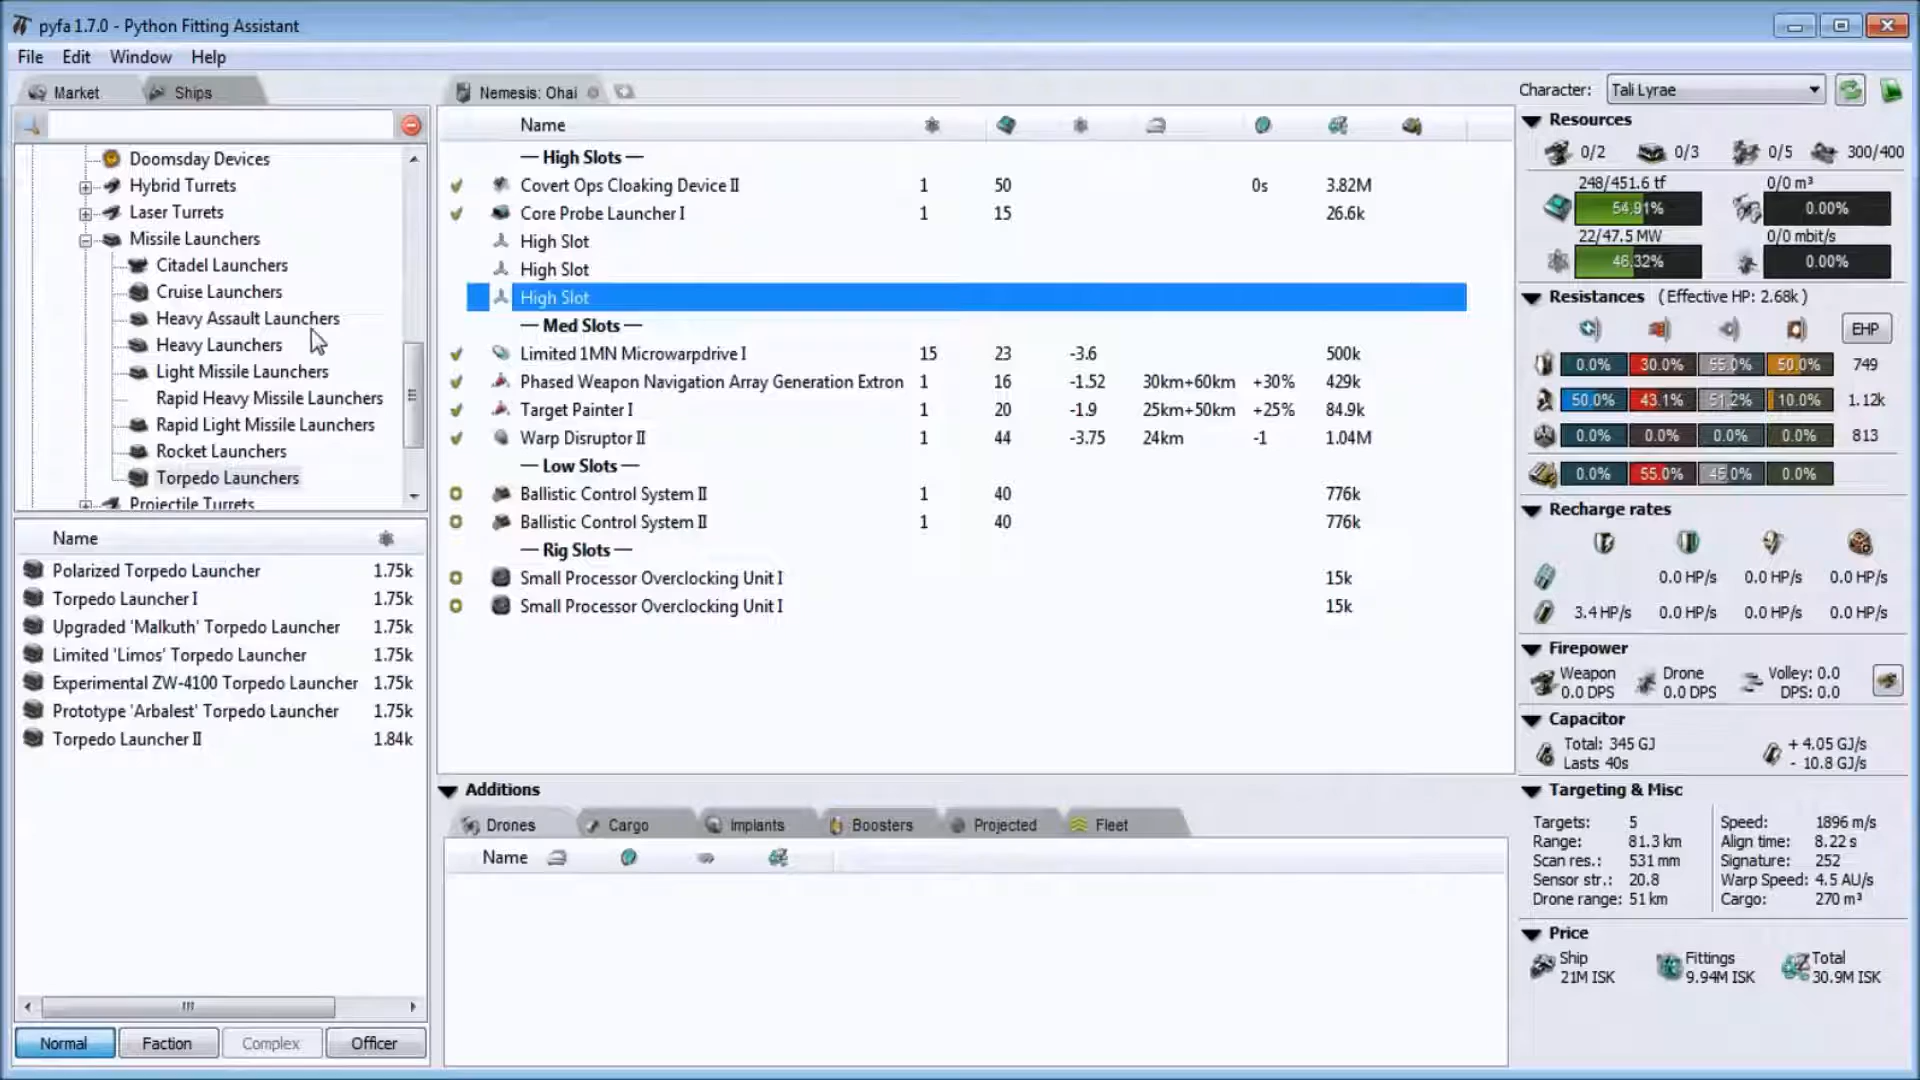 pyfa 1.7.0 - Python Fitting Assistant
File Edit Window Help
Market Ships
Doomsday Devices
Hybrid Turrets
Laser Turrets
Missile Launchers
Citadel Launchers
Cruise Launchers
Heavy Assault Launchers
Heavy Launchers
Light Missile Launchers
Rapid Heavy Missile Launchers
Rapid Light Missile Launchers
Rocket Launchers
Torpedo Launchers
Projectile Turrets
Name
Polarized Torpedo Launcher 1.75k
Torpedo Launcher I 1.75k
Upgraded 'Malkuth' Torpedo Launcher 1.75k
Limited 'Limos' Torpedo Launcher 1.75k
Experimental ZW-4100 Torpedo Launcher 1.75k
Prototype 'Arbalest' Torpedo Launcher 1.75k
Torpedo Launcher II 1.84k
Normal Faction Complex Officer
Nemesis: Ohai
Name
— High Slots —
Covert Ops Cloaking Device II 1 50 0s 3.82M
Core Probe Launcher I 1 15 26.6k
High Slot
High Slot
High Slot
— Med Slots —
Limited 1MN Microwarpdrive I 15 23 -3.6 500k
Phased Weapon Navigation Array Generation Extron 1 16 -1.52 30km+60km +30% 429k
Target Painter I 1 20 -1.9 25km+50km +25% 84.9k
Warp Disruptor II 1 44 -3.75 24km -1 1.04M
— Low Slots —
Ballistic Control System II 1 40 776k
Ballistic Control System II 1 40 776k
— Rig Slots —
Small Processor Overclocking Unit I 15k
Small Processor Overclocking Unit I 15k
Additions
Drones Cargo Implants Boosters Projected Fleet
Name
Character: Tali Lyrae
Resources
0/2 0/3 0/5 300/400
248/451.6 tf 0/0 m³
54.91% 0.00%
22/47.5 MW 0/0 mbit/s
46.32% 0.00%
Resistances (Effective HP: 2.68k)
EHP
0.0% 30.0% 55.0% 50.0% 749
50.0% 43.1% 51.2% 10.0% 1.12k
0.0% 0.0% 0.0% 0.0% 813
0.0% 55.0% 45.0% 0.0%
Recharge rates
0.0 HP/s 0.0 HP/s 0.0 HP/s
3.4 HP/s 0.0 HP/s 0.0 HP/s 0.0 HP/s
Firepower
Weapon Drone Volley: 0.0
0.0 DPS 0.0 DPS DPS: 0.0
Capacitor
Total: 345 GJ + 4.05 GJ/s
Lasts 40s - 10.8 GJ/s
Targeting & Misc
Targets: 5 Speed: 1896 m/s
Range: 81.3 km Align time: 8.22 s
Scan res.: 531 mm Signature: 252
Sensor str.: 20.8 Warp Speed: 4.5 AU/s
Drone range: 51 km Cargo: 270 m³
Price
Ship Fittings Total
21M ISK 9.94M ISK 30.9M ISK